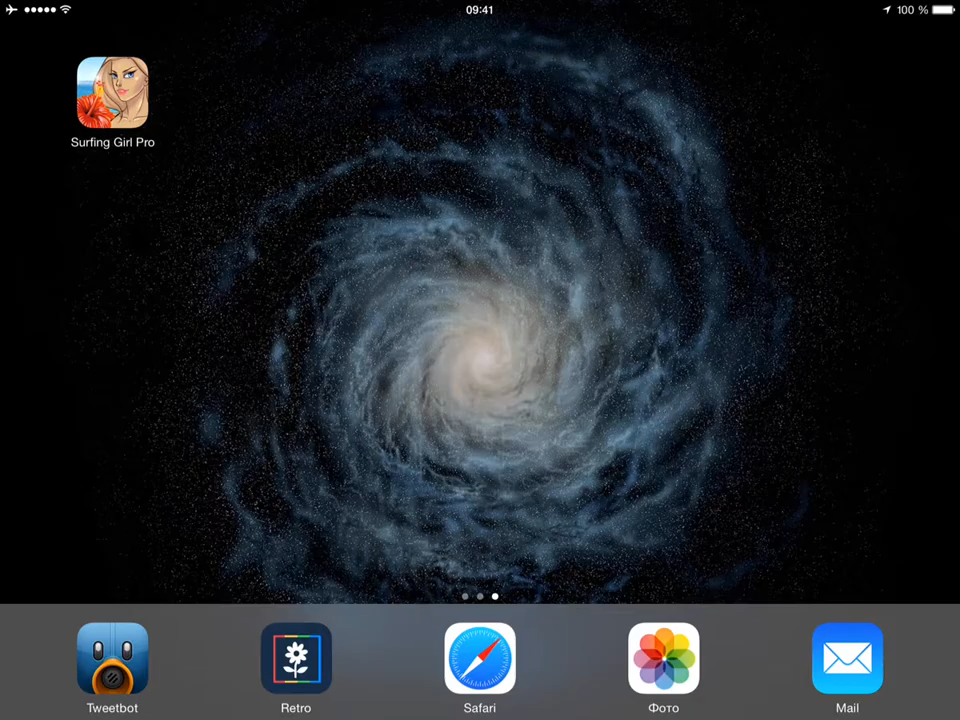 09:41
100 %
Surfing Girl Pro
Tweetbot
Retro
Safari
Фото
Mail